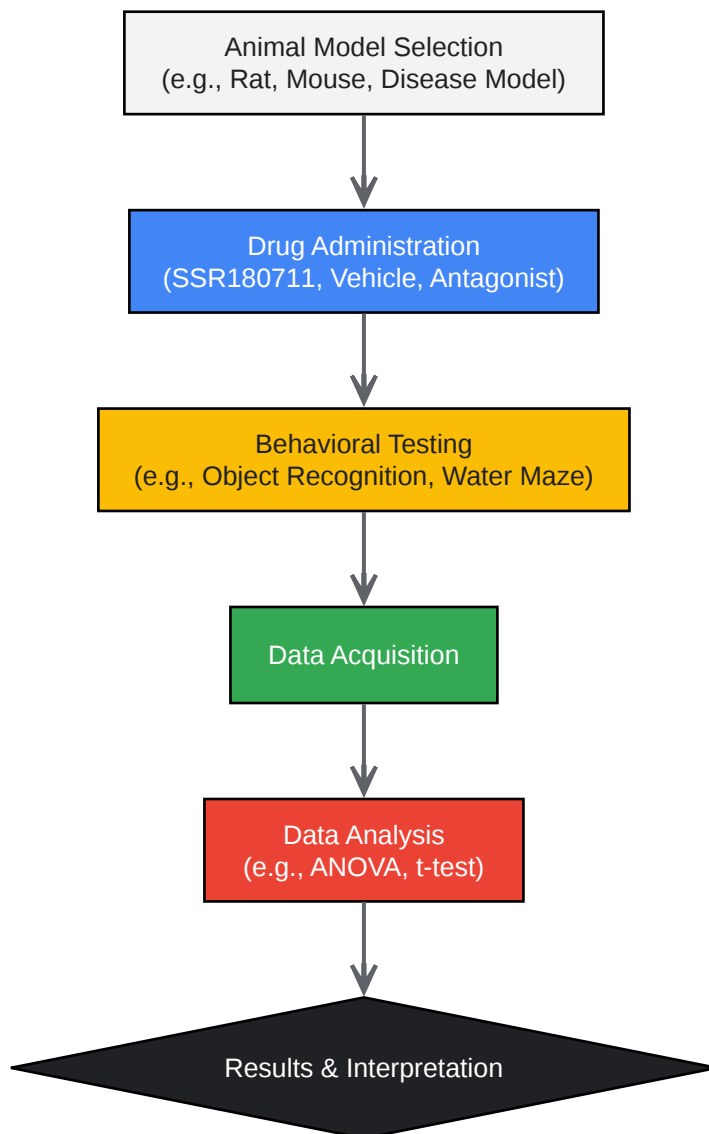 Animal Model Selection
(e.g., Rat, Mouse, Disease Model)
Drug Administration
(SSR180711, Vehicle, Antagonist)
Behavioral Testing
(e.g., Object Recognition, Water Maze)
Data Acquisition
Data Analysis
(e.g., ANOVA, t-test)
Results & Interpretation